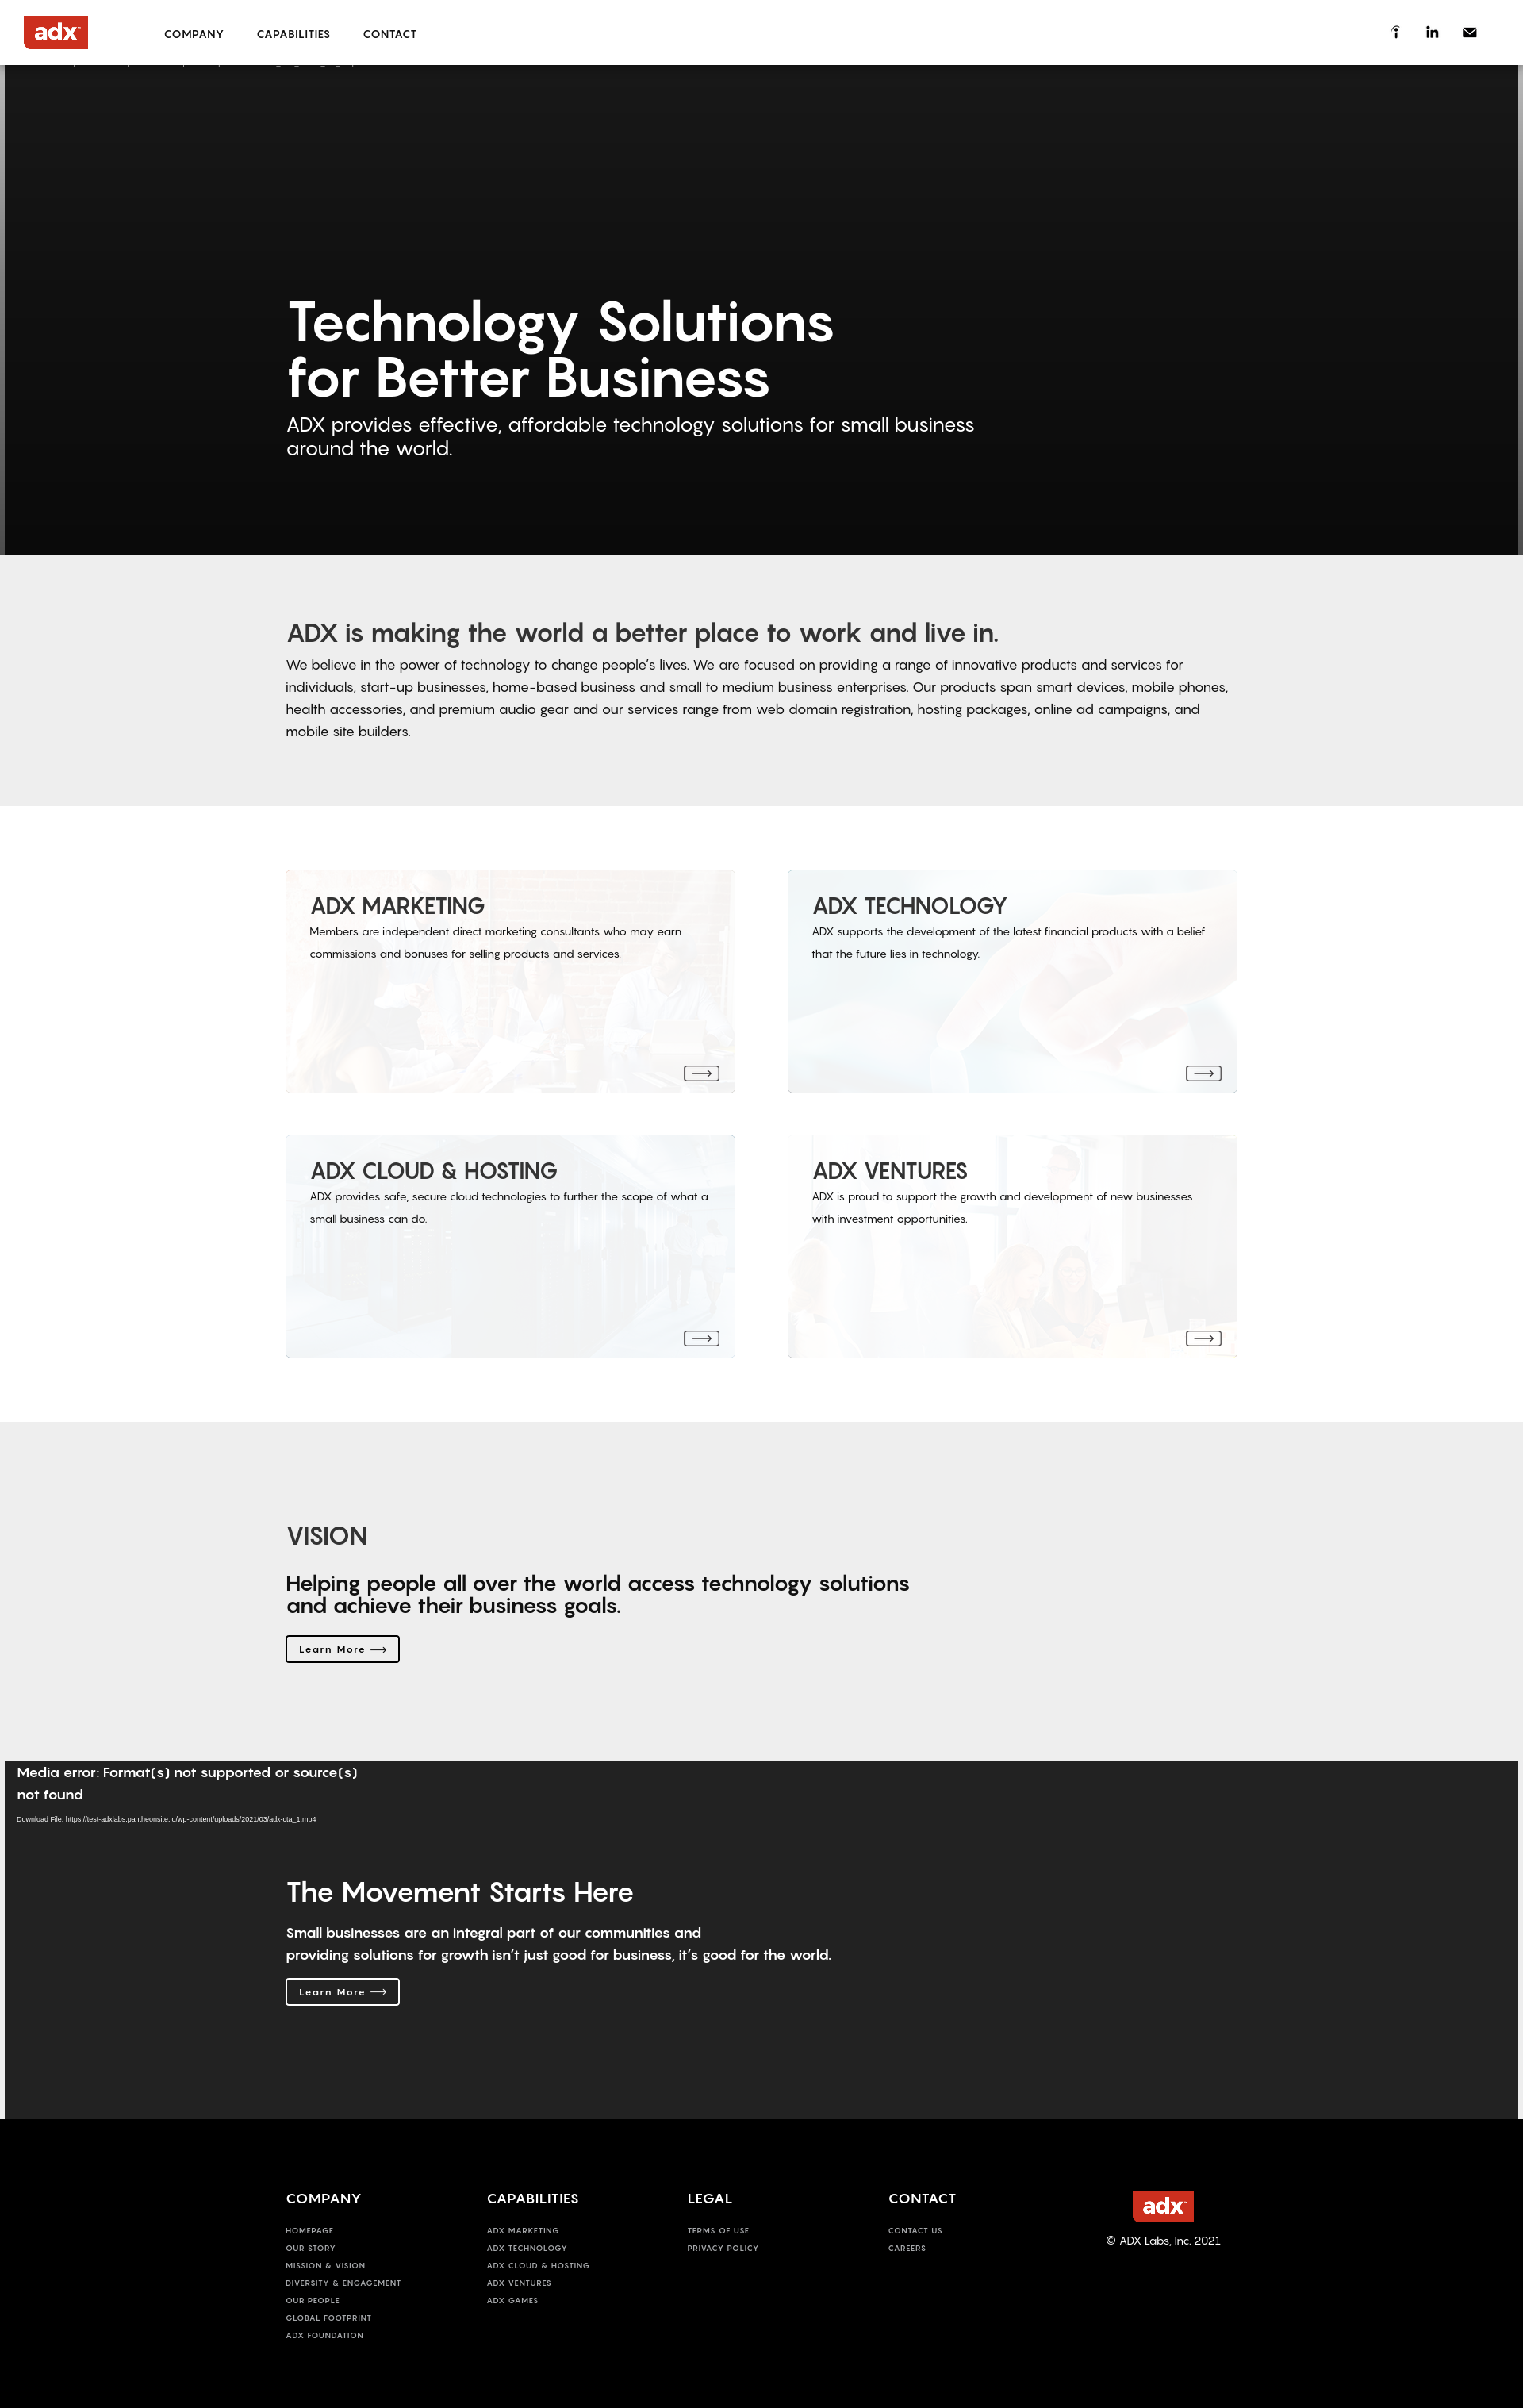 adx
COMPANY
CAPABILITIES
CONTACT
Technology Solutions
for Better Business
ADX provides effective, affordable technology solutions for small business
around the world.
ADX is making the world a better place to work and live in.
We believe in the power of technology to change people's lives. We are focused on providing a range of innovative products and services for
individuals, start-up businesses, home-based business and small to medium business enterprises. Our products span smart devices, mobile phones,
health accessories, and premium audio gear and our services range from web domain registration, hosting packages, online ad campaigns, and
mobile site builders.
ADX MARKETING
Members are independent direct marketing consultants who may earn
commissions and bonuses for selling products and services.
ADX TECHNOLOGY
ADX supports the development of the latest financial products with a belief
that the future lies in technology.
ADX CLOUD & HOSTING
ADX provides safe, secure cloud technologies to further the scope of what a
small business can do.
ADX VENTURES
ADX is proud to support the growth and development of new businesses
with investment opportunities.
VISION
Helping people all over the world access technology solutions
and achieve their business goals.
Learn More
Media error: Format(s) not supported or source(s)
not found
Download File: https://test-adxlabs.pantheonsite.io/wp-content/uploads/2021/03/adx-cta_1.mp4
The Movement Starts Here
Small businesses are an integral part of our communities and
providing solutions for growth isn't just good for business, it's good for the world.
Learn More
COMPANY
HOMEPAGE
OUR STORY
MISSION & VISION
DIVERSITY & ENGAGEMENT
OUR PEOPLE
GLOBAL FOOTPRINT
ADX FOUNDATION
CAPABILITIES
ADX MARKETING
ADX TECHNOLOGY
ADX CLOUD & HOSTING
ADX VENTURES
ADX GAMES
LEGAL
TERMS OF USE
PRIVACY POLICY
CONTACT
CONTACT US
CAREERS
adx
© ADX Labs, Inc. 2021